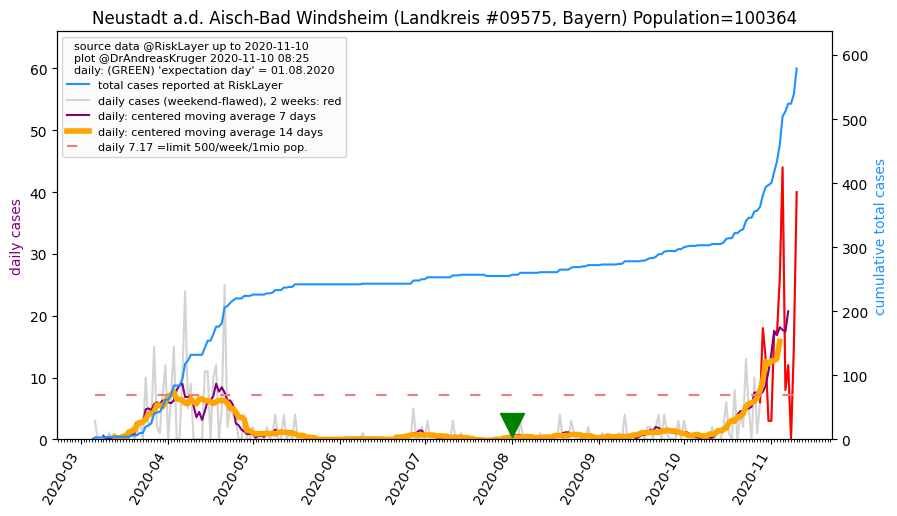 Neustadt a.d. Aisch-Bad Windsheim (Landkreis #09575, Bayern) Population=100364
source data @RiskLayer up to 2020-11-10
plot @DrAndreasKruger 2020-11-10 08:25
daily: (GREEN) 'expectation day' = 01.08.2020
total cases reported at RiskLayer
daily cases (weekend-flawed), 2 weeks: red
daily: centered moving average 7 days
daily: centered moving average 14 days
daily 7.17 =limit 500/week/1mio pop.
daily cases
60
50
40
30
20
10
0
cumulative total cases
600
500
400
300
200
100
0
2020-03
2020-04
2020-05
2020-06
2020-07
2020-08
2020-09
2020-10
2020-11